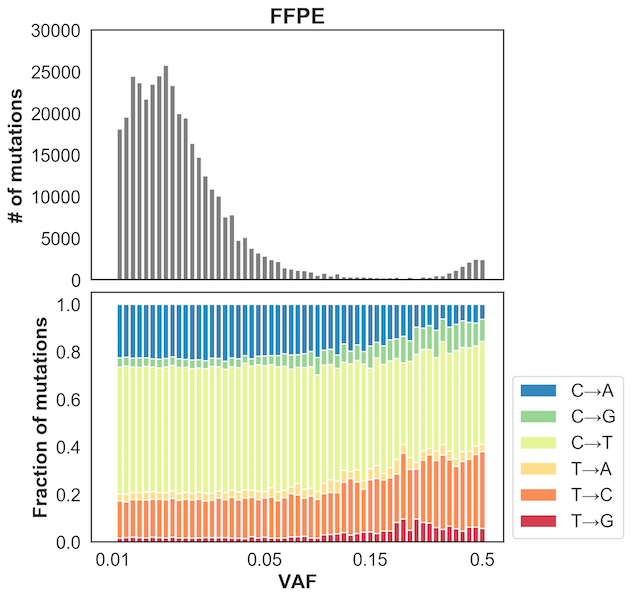 FFPE
# of mutations
30000
25000
20000
15000
10000
5000
0
Fraction of mutations
1.0
0.8
0.6
0.4
0.2
0.0
0.01 0.05 0.15 0.5
VAF
C→A
C→G
C→T
T→A
T→C
T→G